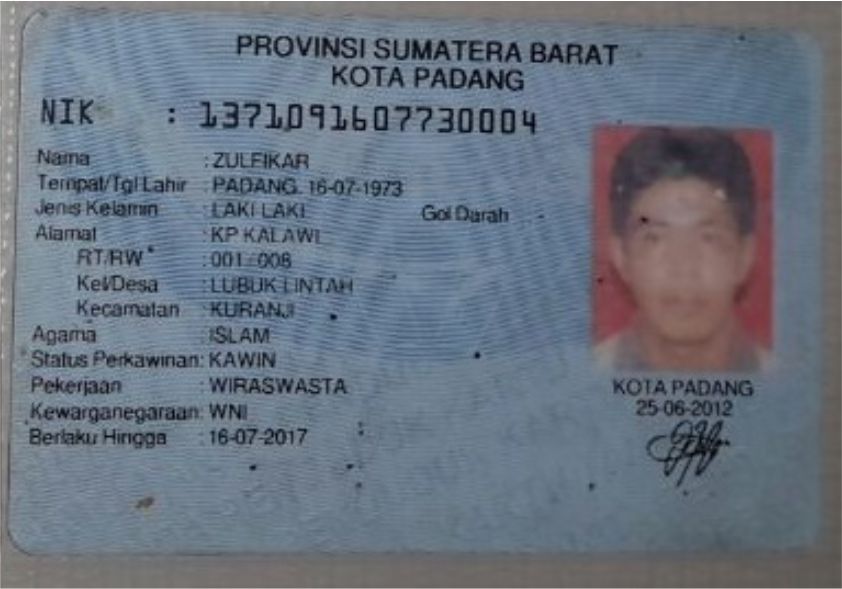 PROVINSI SUMATERA BARAT
KOTA PADANG
NIK : 1371091607730004
Nama : ZULFIKAR
Tempat/Tgl Lahir : PADANG. 16-07-1973
Jenis Kelamin : LAKI LAKI Gol Darah -
Alamat : KP KALAWI
RT/RW : 001/008
Kel/Desa : LUBUK LINTAH
Kecamatan : KURANJI
Agama : ISLAM
Status Perkawinan: KAWIN
Pekerjaan : WIRASWASTA
Kewarganegaraan: WNI
Berlaku Hingga : 16-07-2017
KOTA PADANG
25-06-2012